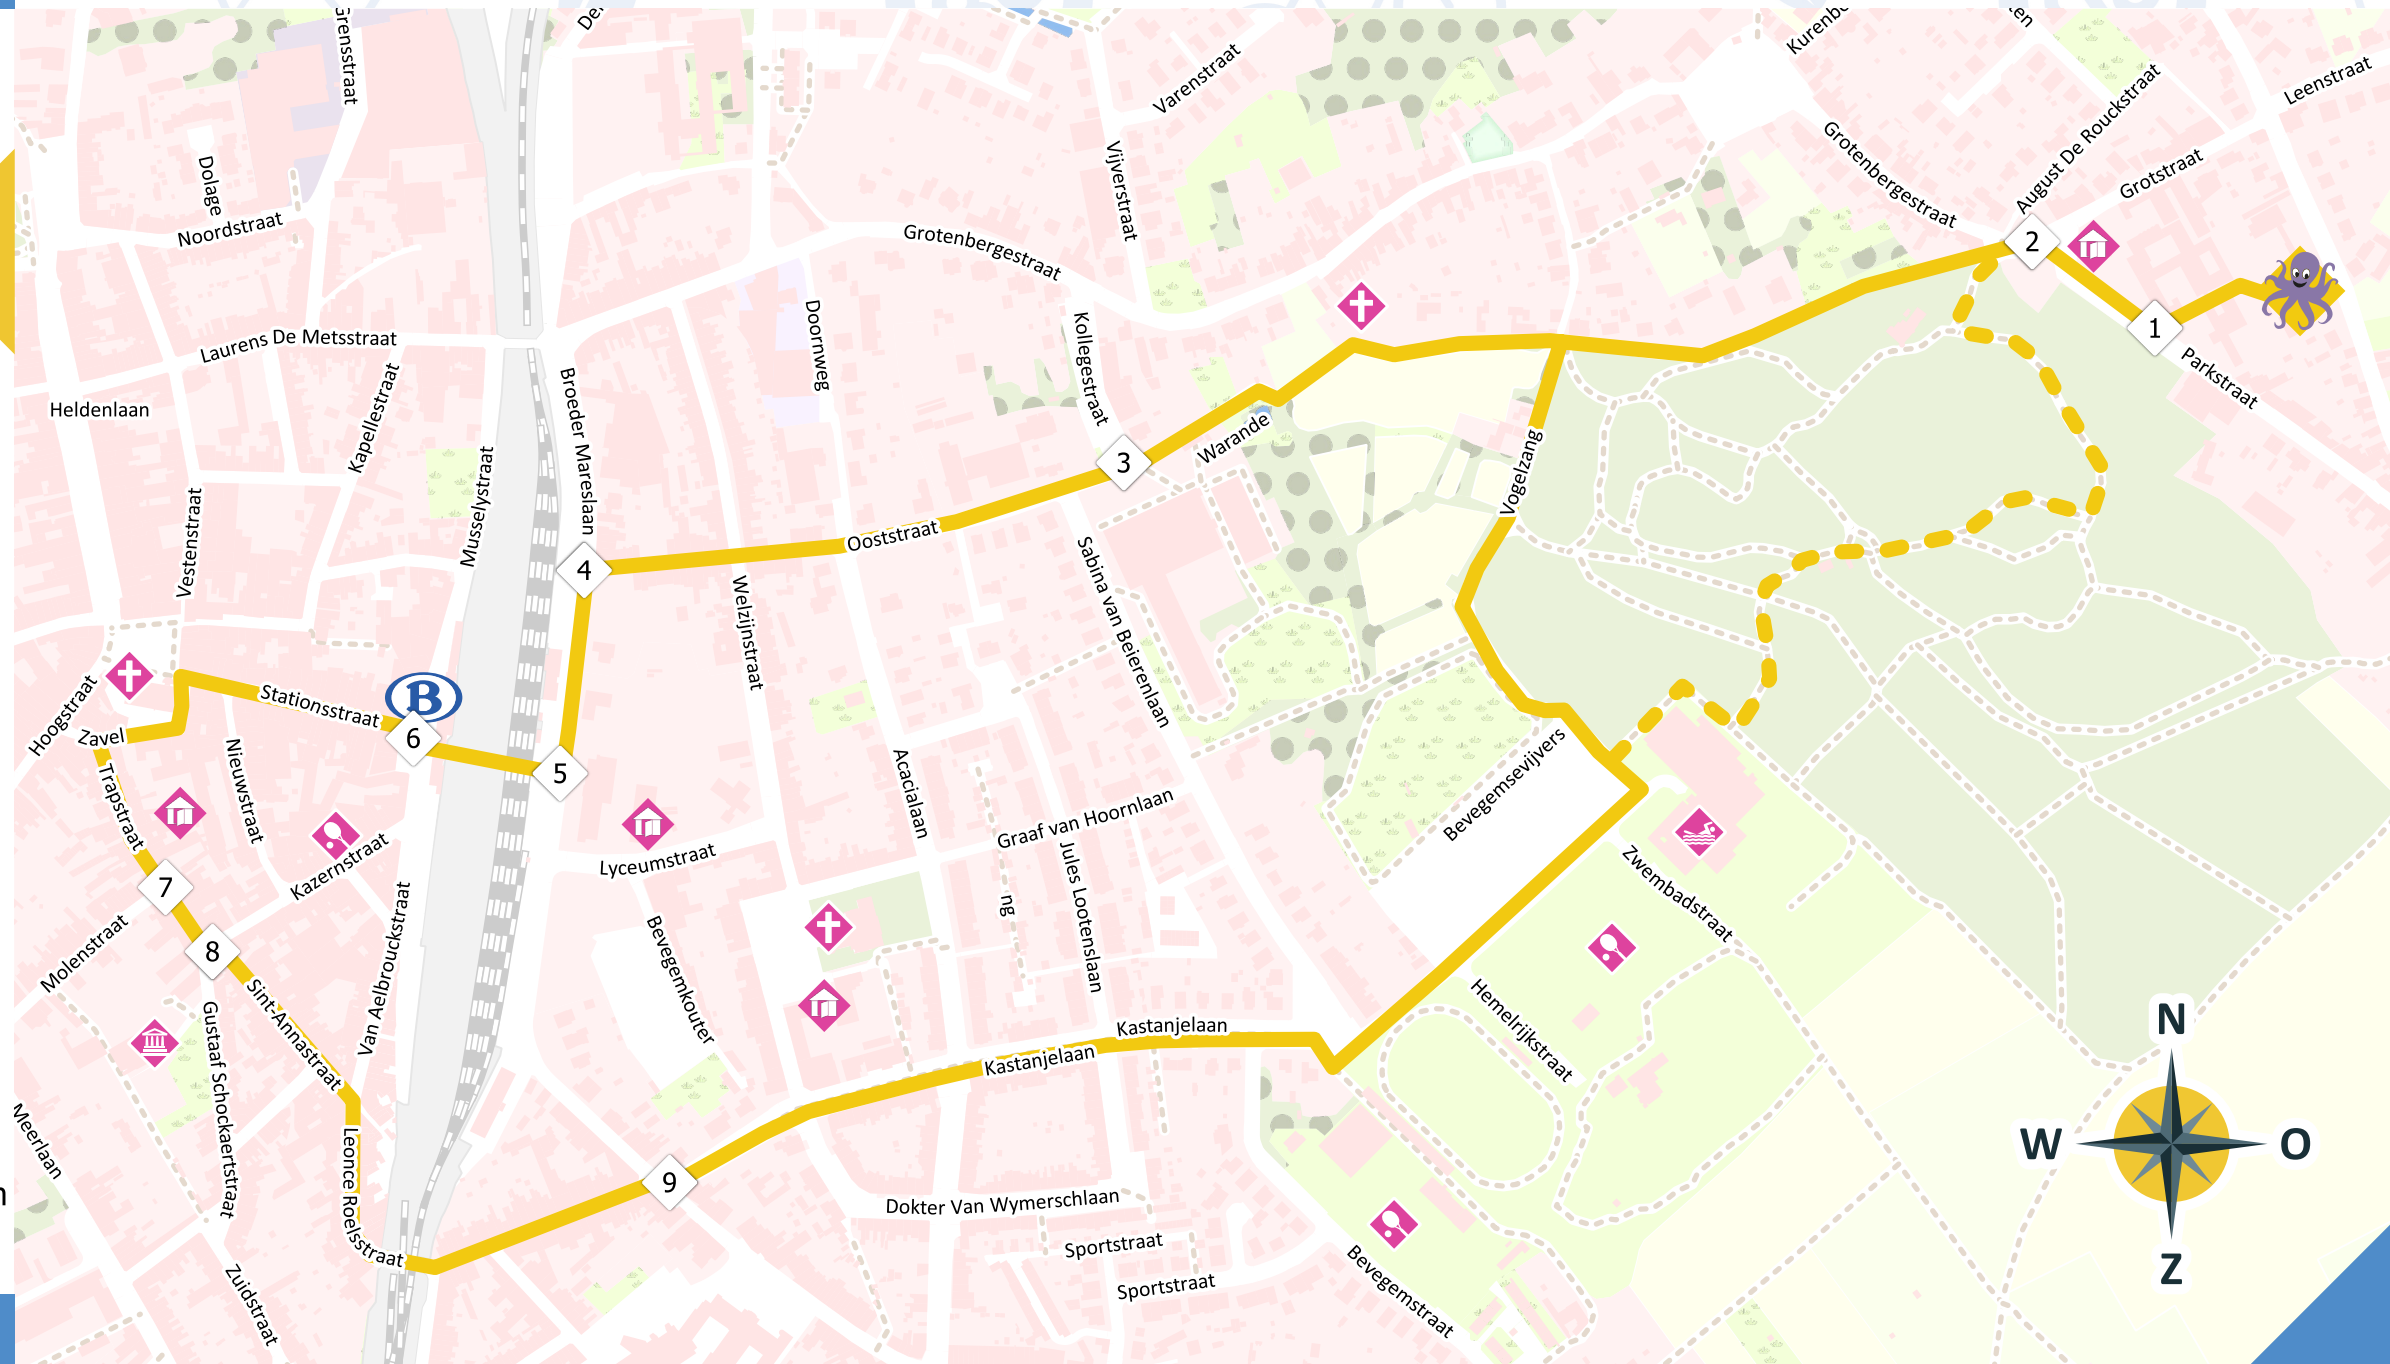 Grensstraat
Varenstraat
Leenstraat
August De Rouckstraat
Grotenbergestraat
Grotstraat
Dolage
Noordstraat
Vijverstraat
Grotenbergestraat
2
1
Parkstraat
Laurens De Metsstraat
Doornweg
Kollegestraat
Broeder Mareslaan
Heldenlaan
Kapellestraat
Warande
3
Vogelzang
Musselystraat
Vestenstraat
4
Ooststraat
Welzijnstraat
Sabina van Beierenlaan
Hoogstraat
Zavel
Stationsstraat
B
6
5
Trapstraat
Nieuwstraat
Acacialaan
Bevegemsevijvers
Graaf van Hoornlaan
Lyceumstraat
Kazernstraat
Zwembadstraat
7
8
Molenstraat
ng
Jules Lootenslaan
Bevegemkouter
Van Aelbrouckstraat
Sint-Annastraat
Gustaaf Schockaertstraat
Kastanjelaan
Kastanjelaan
Hemelrijkstraat
Meerlaan
Leonce Roelsstraat
9
Dokter Van Wymerschlaan
Sportstraat
Sportstraat
Bevegemstraat
Zuidstraat
N
W
O
Z